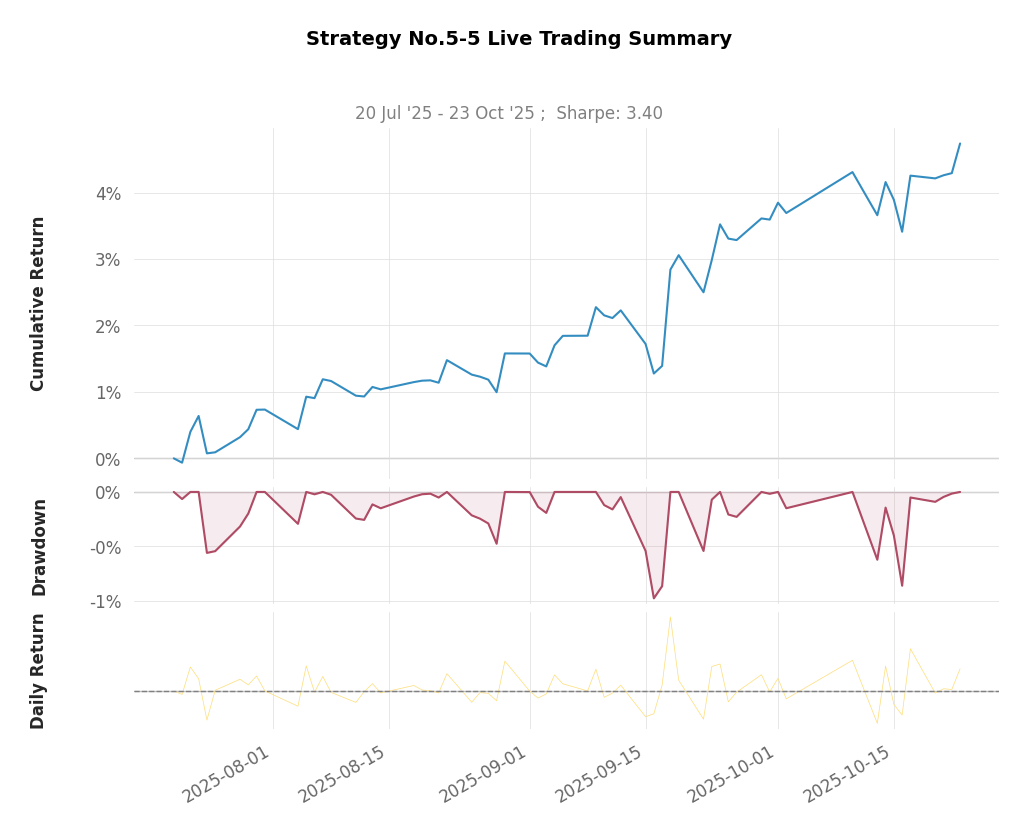 Strategy No.5-5 Live Trading Summary
20 Jul '25 - 23 Oct '25 ;  Sharpe: 3.40
Cumulative Return
4%
3%
2%
1%
0%
Drawdown
0%
-0%
-1%
Daily Return
2025-08-01
2025-08-15
2025-09-01
2025-09-15
2025-10-01
2025-10-15